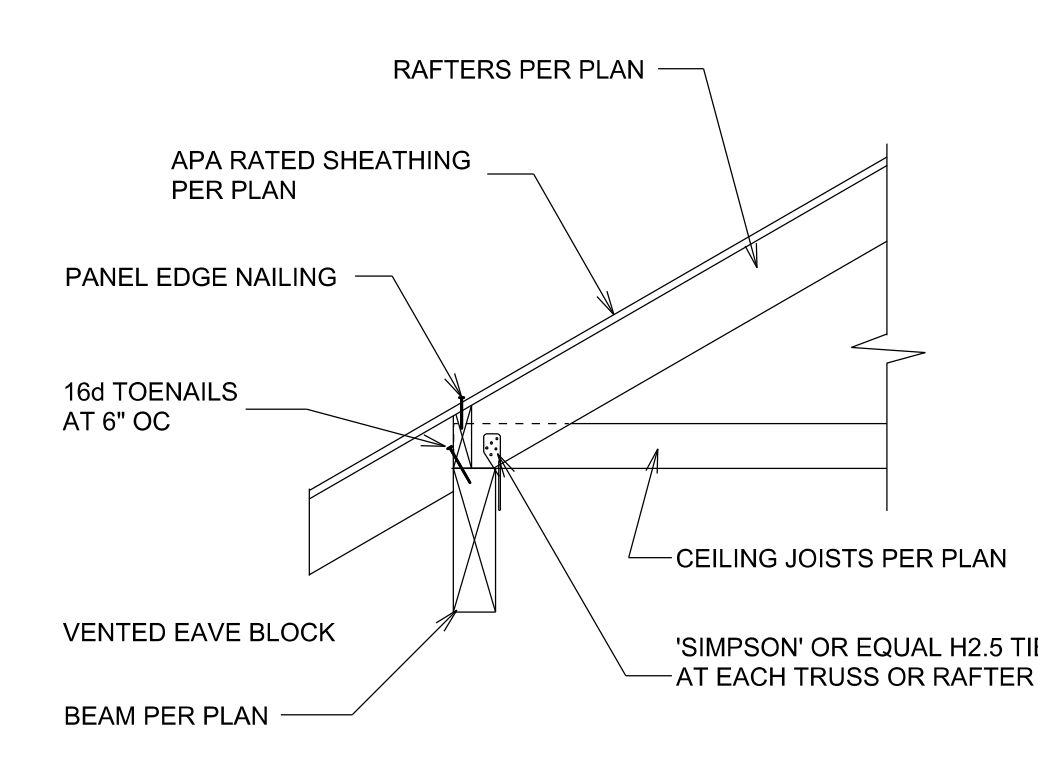 RAFTERS PER PLAN
APA RATED SHEATHING
PER PLAN
PANEL EDGE NAILING
16d TOENAILS
AT 6" OC
CEILING JOISTS PER PLAN
VENTED EAVE BLOCK
'SIMPSON' OR EQUAL H2.5
AT EACH TRUSS OR RAFTER
BEAM PER PLAN